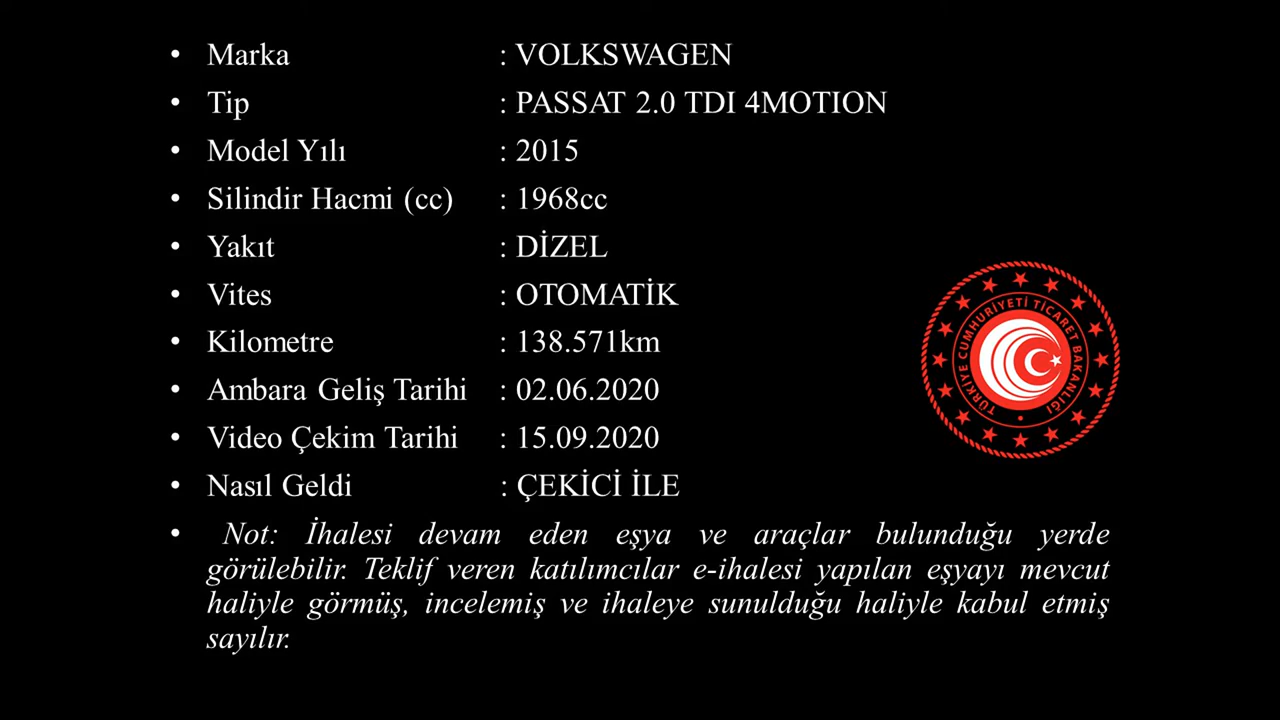 • Marka : VOLKSWAGEN
• Tip : PASSAT 2.0 TDI 4MOTION
• Model Yılı : 2015
• Silindir Hacmi (cc) : 1968cc
• Yakıt : DİZEL
• Vites : OTOMATİK
• Kilometre : 138.571km
• Ambara Geliş Tarihi : 02.06.2020
• Video Çekim Tarihi : 15.09.2020
• Nasıl Geldi : ÇEKİCİ İLE
• Not: İhalesi devam eden eşya ve araçlar bulunduğu yerde
görülebilir. Teklif veren katılımcılar e-ihalesi yapılan eşyayı mevcut
haliyle görmüş, incelemiş ve ihaleye sunulduğu haliyle kabul etmiş
sayılır.
TÜRKİYE CUMHURİYETİ TİCARET BAKANLIĞI